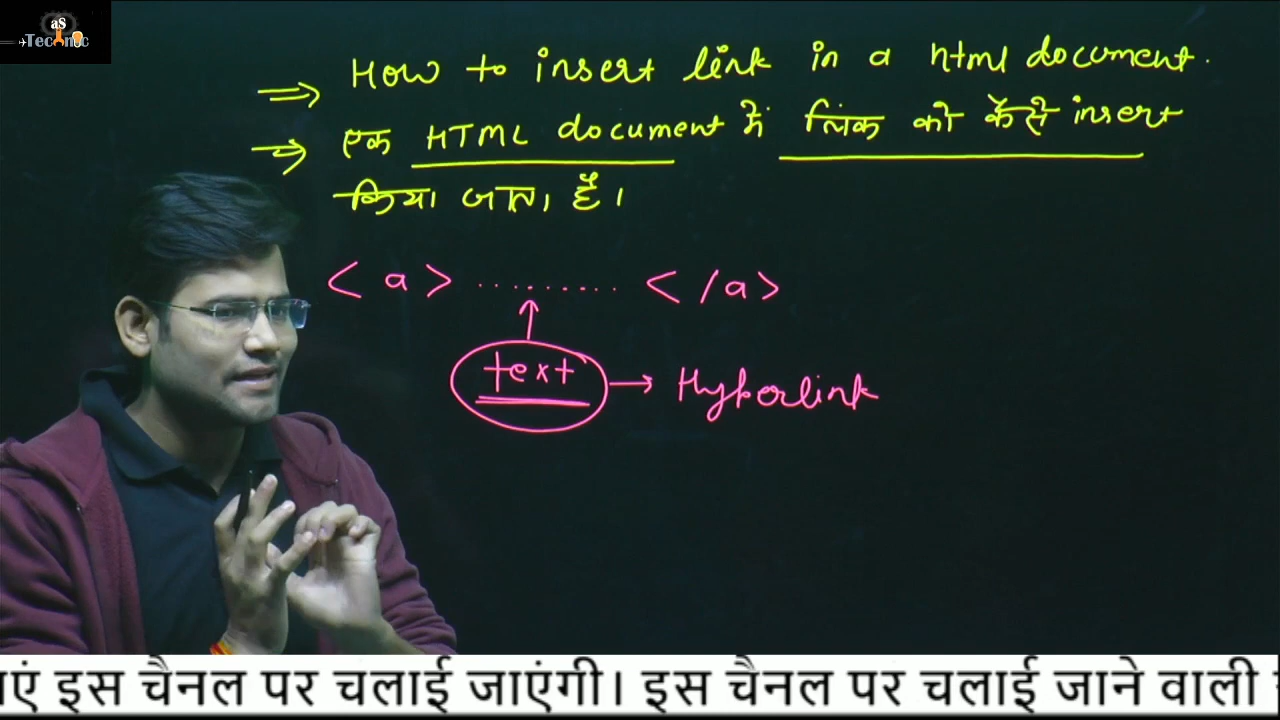 aS
Tecomic
⇒ How to insert link in a html document.
⇒ एक HTML document में लिंक को कैसे insert
किया जाता है।
< a > ......... < /a >
text → Hyperlink
एं इस चैनल पर चलाई जाएंगी। इस चैनल पर चलाई जाने वाली